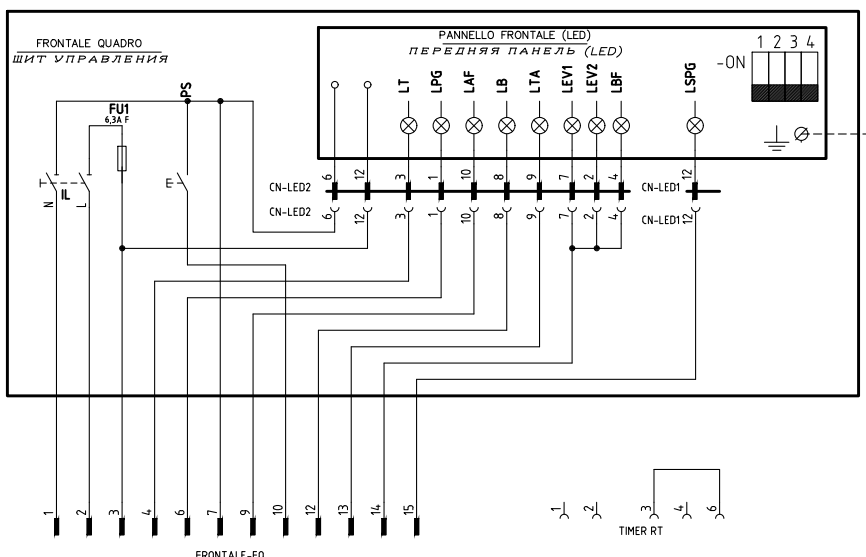 FRONTALE QUADRO
ЩИТ УПРАВЛЕНИЯ
PANNELLO FRONTALE (LED)
ПЕРЕДНЯЯ ПАНЕЛЬ (LED)
1 2 3 4
-ON
PS
FU1
6,3A F
LT LPG LAF LB LTA LEV1 LEV2 LBF LSPG
IL
N L
E
6 12 3 1 10 8 9 7 2 4 12
CN-LED2 CN-LED1
CN-LED2 CN-LED1
6 12 3 1 10 8 9 7 2 4 12
1 2 3 4 6 7 9 10 12 13 14 15
1 2 3 4 6
TIMER RT
FRONTALE-EQ